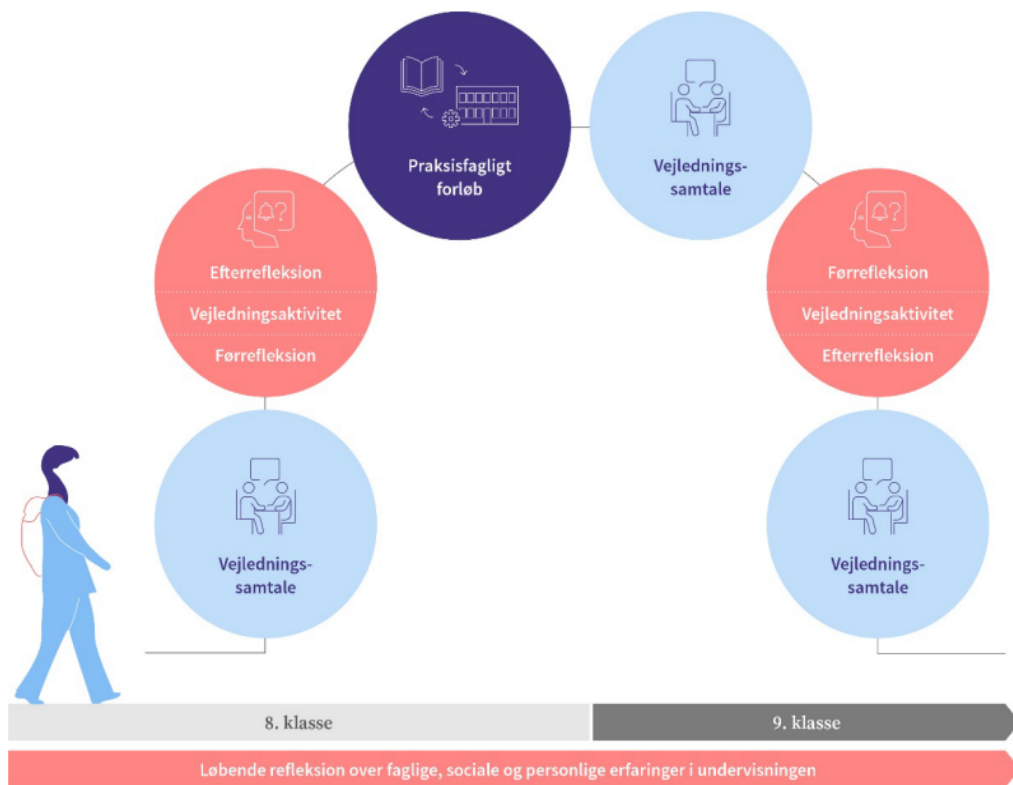 Praksisfagligt
forløb
Vejlednings-
samtale
Efterrefleksion
Vejledningsaktivitet
Førrefleksion
Førrefleksion
Vejledningsaktivitet
Efterrefleksion
Vejlednings-
samtale
Vejlednings-
samtale
8. klasse
9. klasse
Løbende refleksion over faglige, sociale og personlige erfaringer i undervisningen